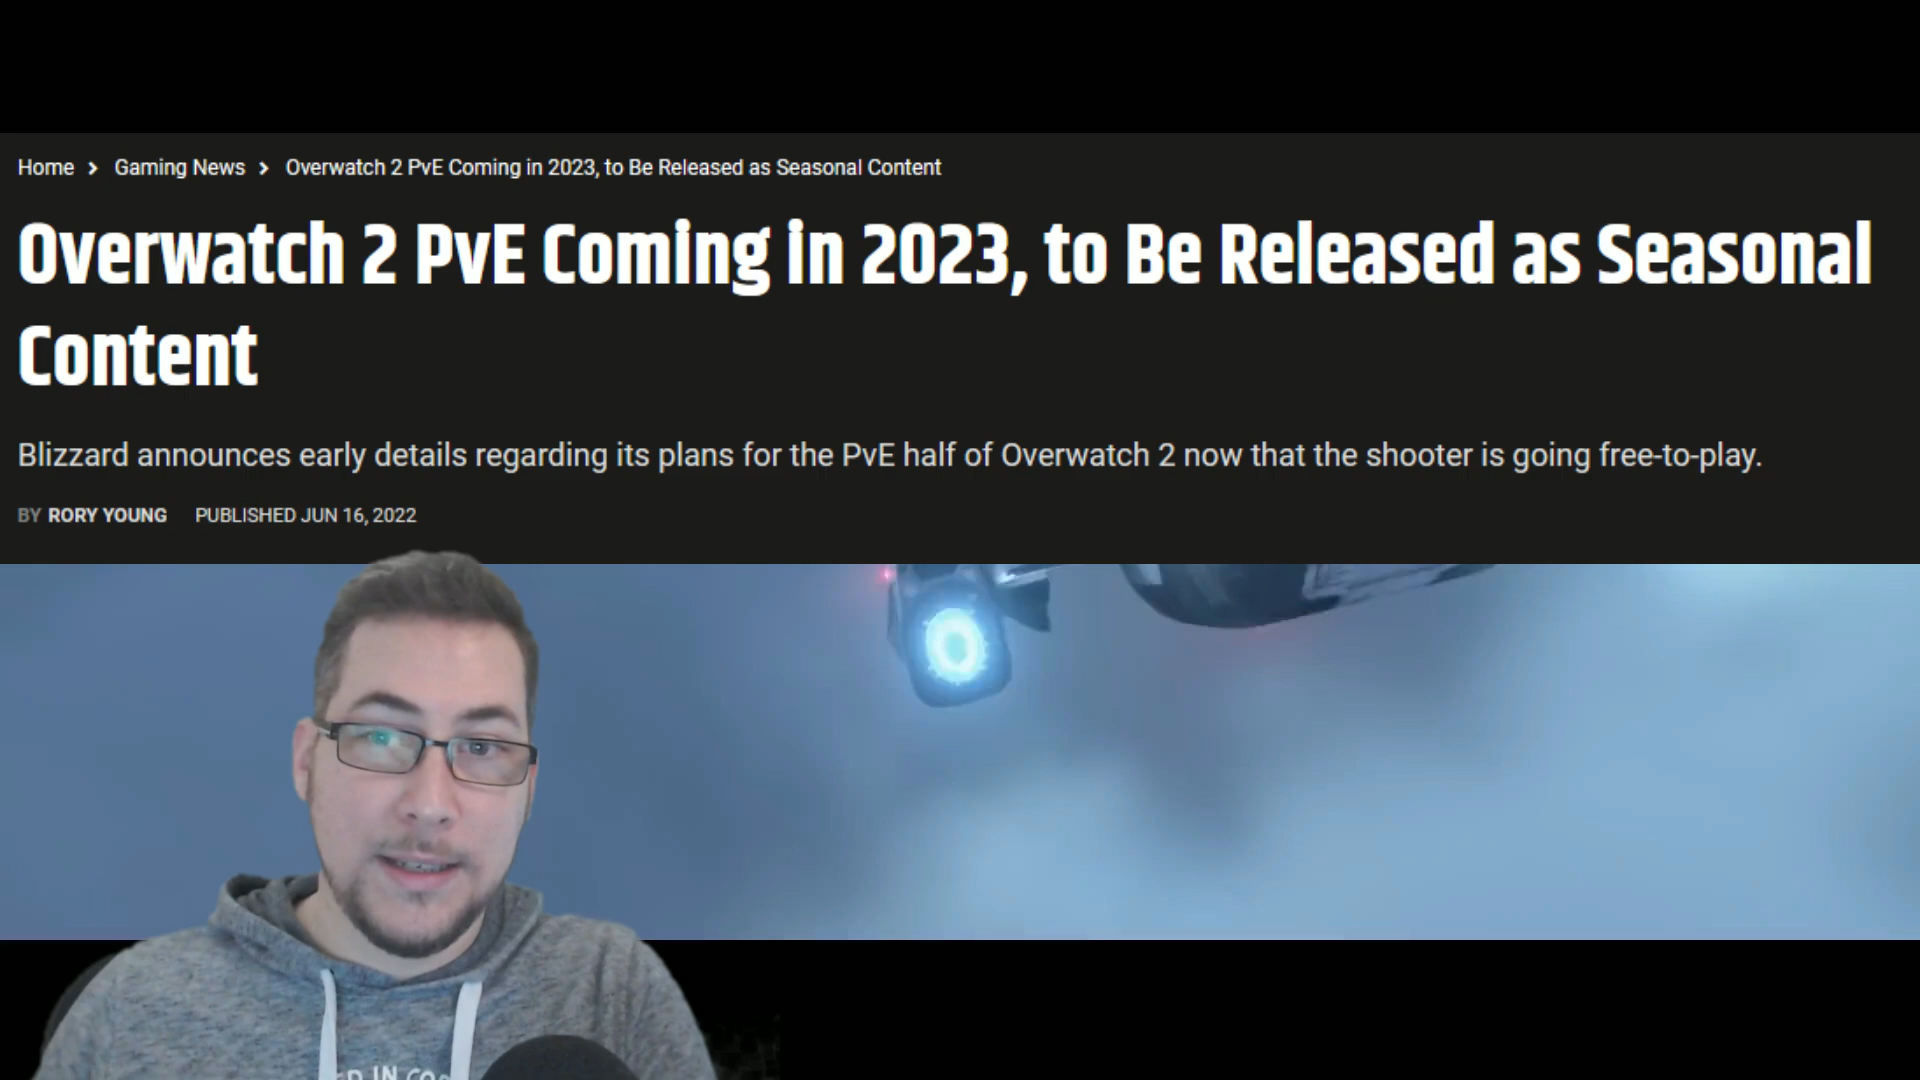 Home > Gaming News > Overwatch 2 PvE Coming in 2023, to Be Released as Seasonal Content
Overwatch 2 PvE Coming in 2023, to Be Released as Seasonal
Content
Blizzard announces early details regarding its plans for the PvE half of Overwatch 2 now that the shooter is going free-to-play.
BY RORY YOUNG PUBLISHED JUN 16, 2022
IN